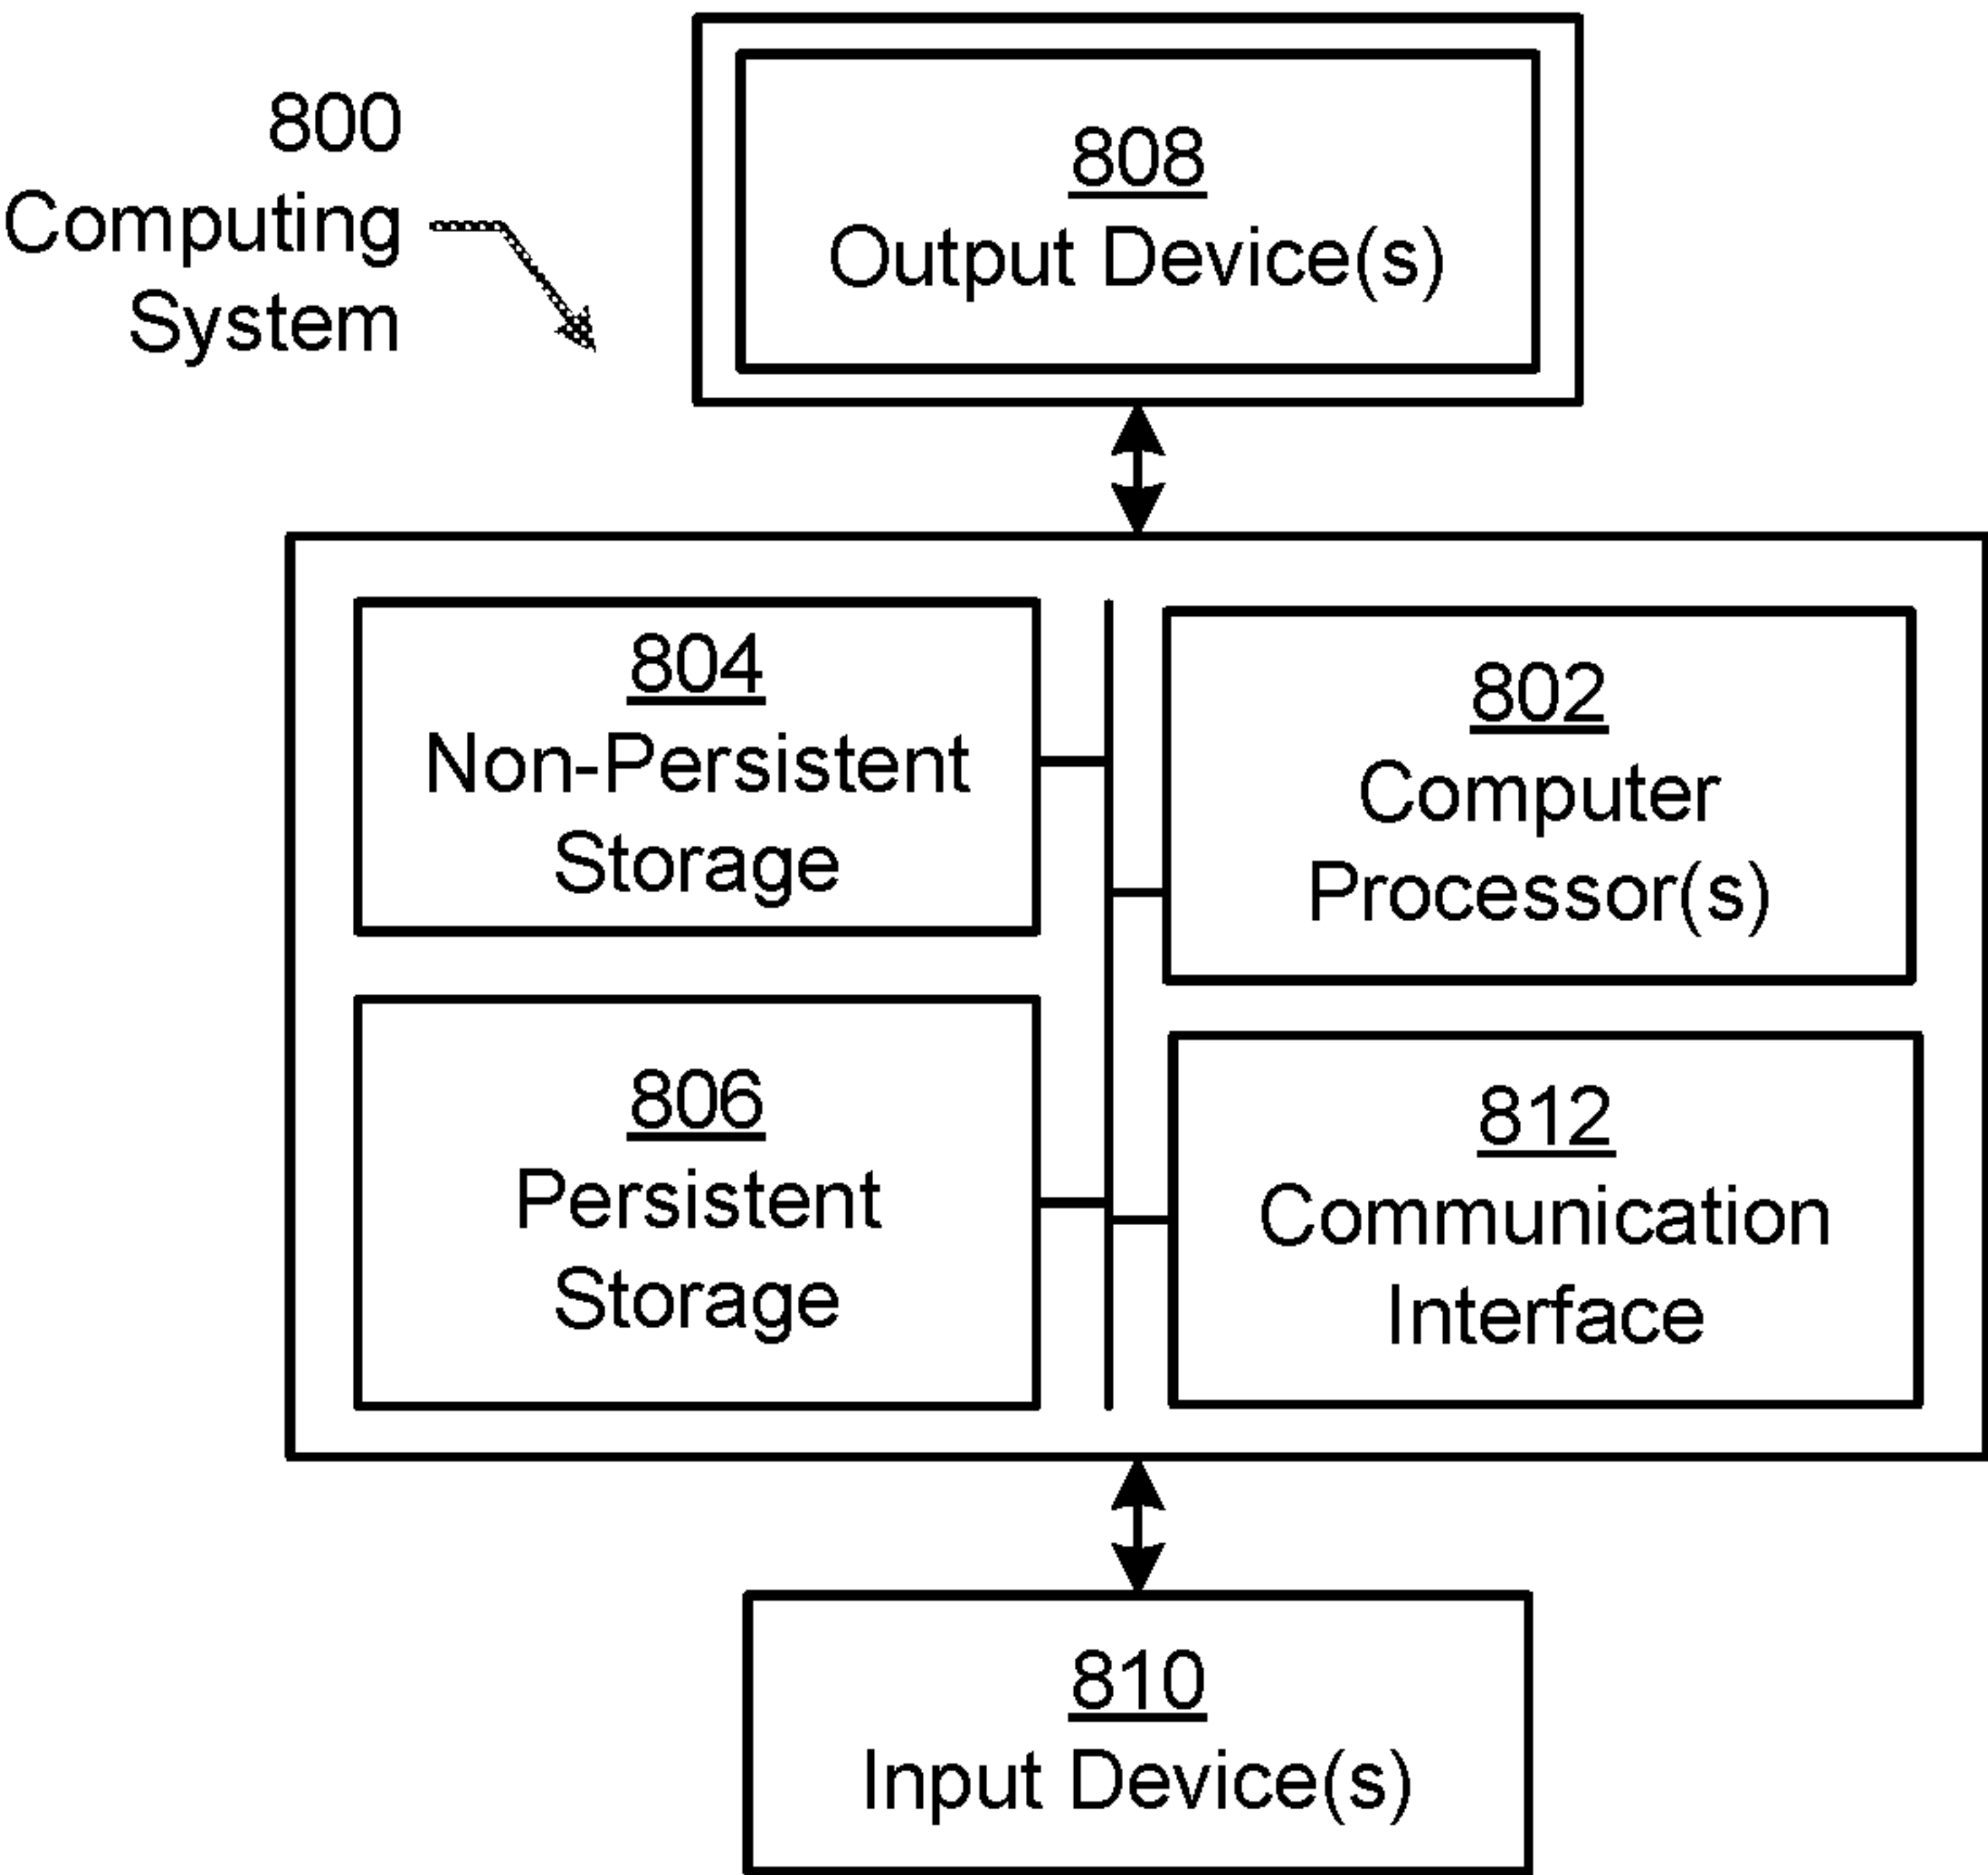 800
Computing
System
808
Output Device(s)
804
Non-Persistent
Storage
802
Computer
Processor(s)
806
Persistent
Storage
812
Communication
Interface
810
Input Device(s)